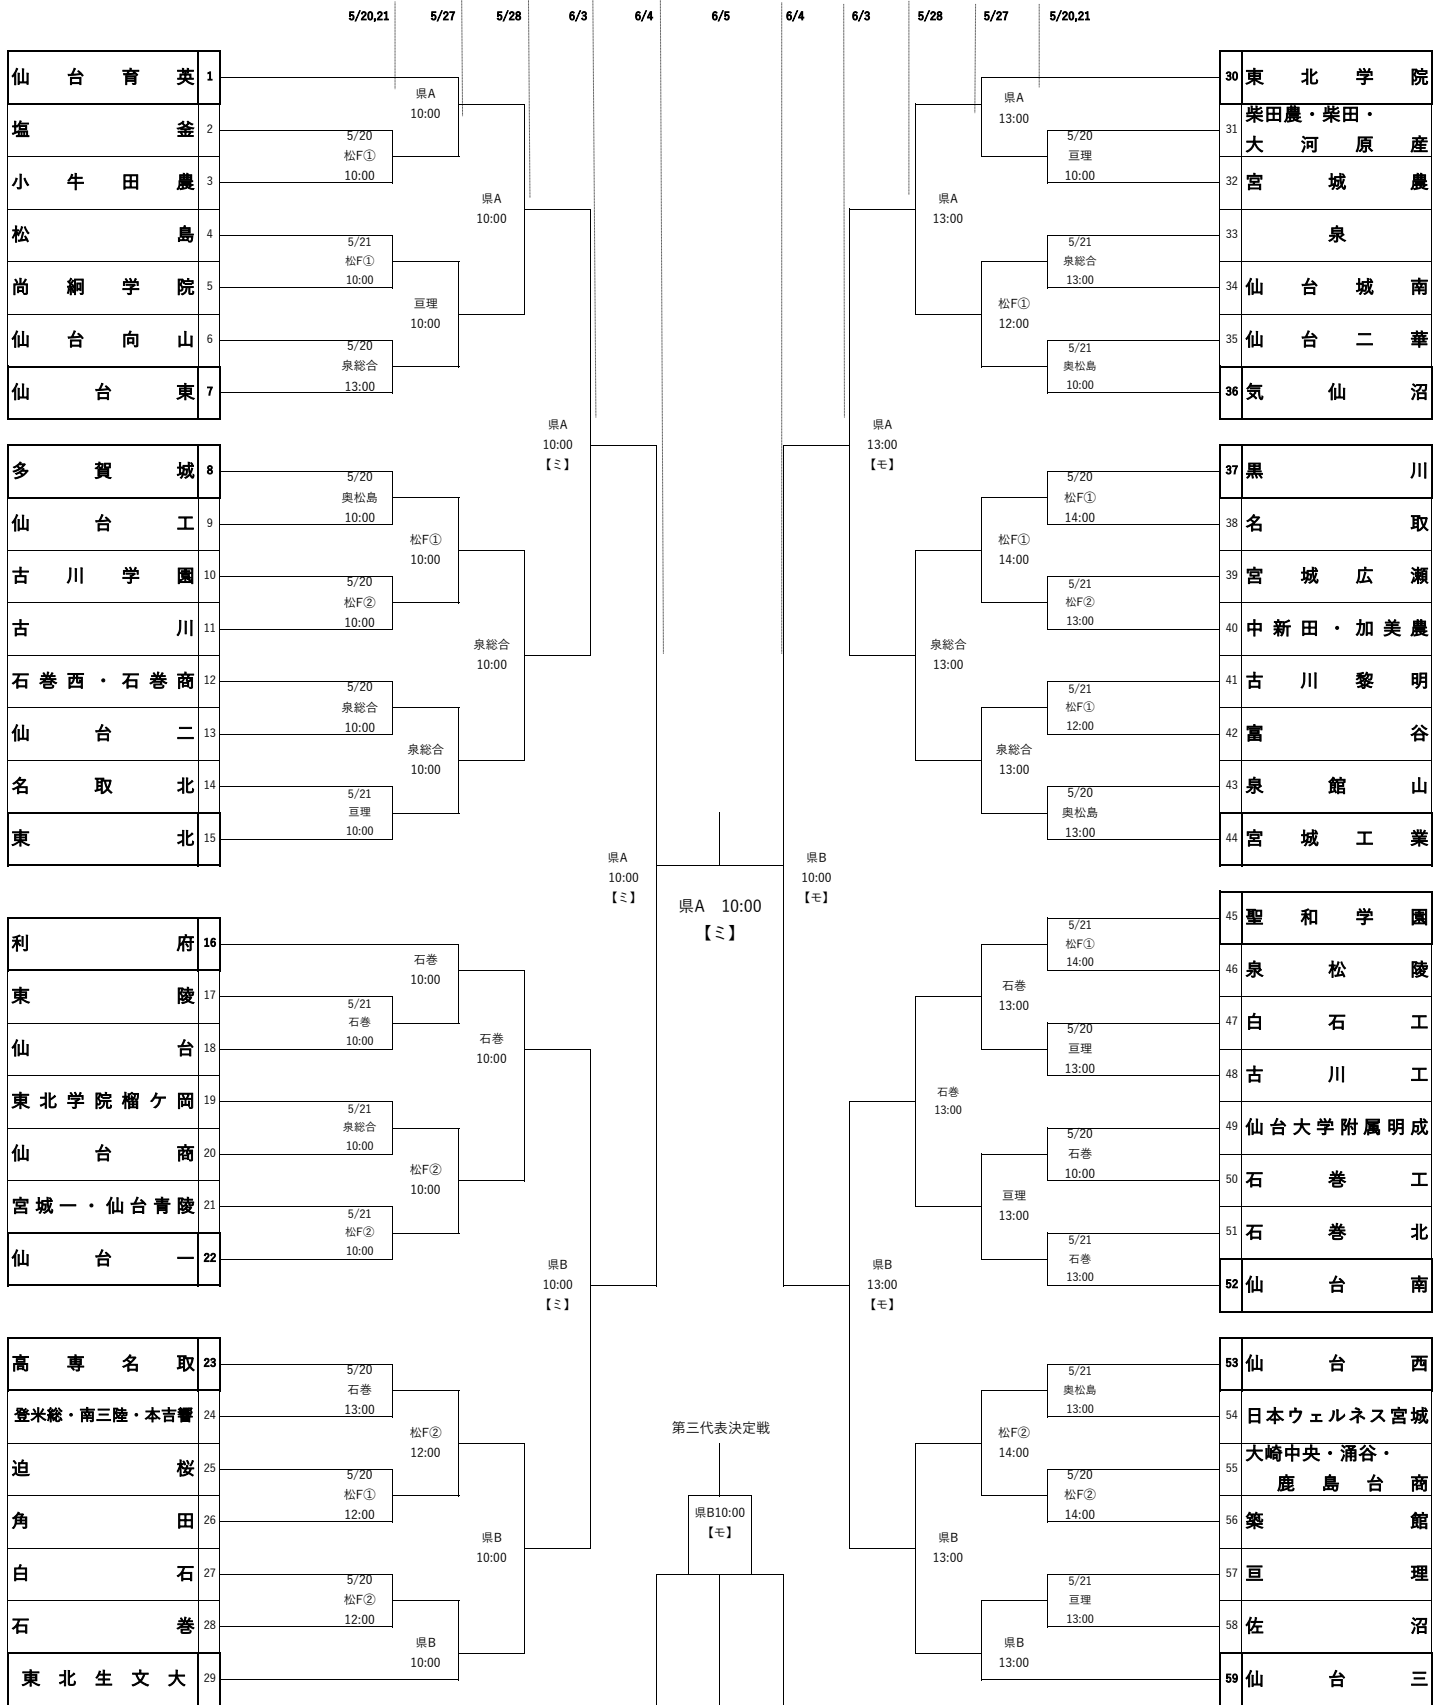 5/20,21 5/27 5/28 6/3 6/4 6/5 6/4 6/3 5/28 5/27 5/20,21
仙台育英 1
塩釜 2
小牛田農 3
松島 4
尚絅学院 5
仙台向山 6
仙台東 7
多賀城 8
仙台工 9
古川学園 10
古川 11
石巻西・石巻商 12
仙台二 13
名取北 14
東北 15
利府 16
東陵 17
仙台 18
東北学院榴ケ岡 19
仙台商 20
宮城一・仙台青陵 21
仙台一 22
高専名取 23
登米総・南三陸・本吉響 24
迫桜 25
角田 26
白石 27
石巻 28
東北生文大 29
5/20
松F①
10:00
5/21
松F①
10:00
5/20
泉総合
13:00
5/20
奥松島
10:00
5/20
松F②
10:00
5/20
泉総合
10:00
5/21
亘理
10:00
5/21
石巻
10:00
5/21
泉総合
10:00
5/21
松F②
10:00
5/20
石巻
13:00
5/20
松F①
12:00
5/20
松F②
12:00
県A
10:00
亘理
10:00
松F①
10:00
泉総合
10:00
石巻
10:00
松F②
10:00
松F②
12:00
県B
10:00
県A
10:00
泉総合
10:00
石巻
10:00
県B
10:00
県A
10:00
【ミ】
県B
10:00
【ミ】
県A
10:00
【ミ】
県A 10:00
【ミ】
第三代表決定戦
県B10:00
【モ】
県B
10:00
【モ】
県A
13:00
【モ】
県B
13:00
【モ】
県A
13:00
泉総合
13:00
石巻
13:00
県B
13:00
県A
13:00
松F①
12:00
松F①
14:00
泉総合
13:00
石巻
13:00
亘理
13:00
松F②
14:00
県B
13:00
5/20
亘理
10:00
5/21
泉総合
13:00
5/21
奥松島
10:00
5/20
松F①
14:00
5/21
松F②
13:00
5/21
松F①
12:00
5/20
奥松島
13:00
5/21
松F①
14:00
5/20
亘理
13:00
5/20
石巻
10:00
5/21
石巻
13:00
5/21
奥松島
13:00
5/20
松F②
14:00
5/21
亘理
13:00
30 東北学院
31 柴田農・柴田・
大河原産
32 宮城農
33 泉
34 仙台城南
35 仙台二華
36 気仙沼
37 黒川
38 名取
39 宮城広瀬
40 中新田・加美農
41 古川黎明
42 富谷
43 泉館山
44 宮城工業
45 聖和学園
46 泉松陵
47 白石工
48 古川工
49 仙台大学附属明成
50 石巻工
51 石巻北
52 仙台南
53 仙台西
54 日本ウェルネス宮城
55 大崎中央・涌谷・
鹿島台商
56 築館
57 亘理
58 佐沼
59 仙台三